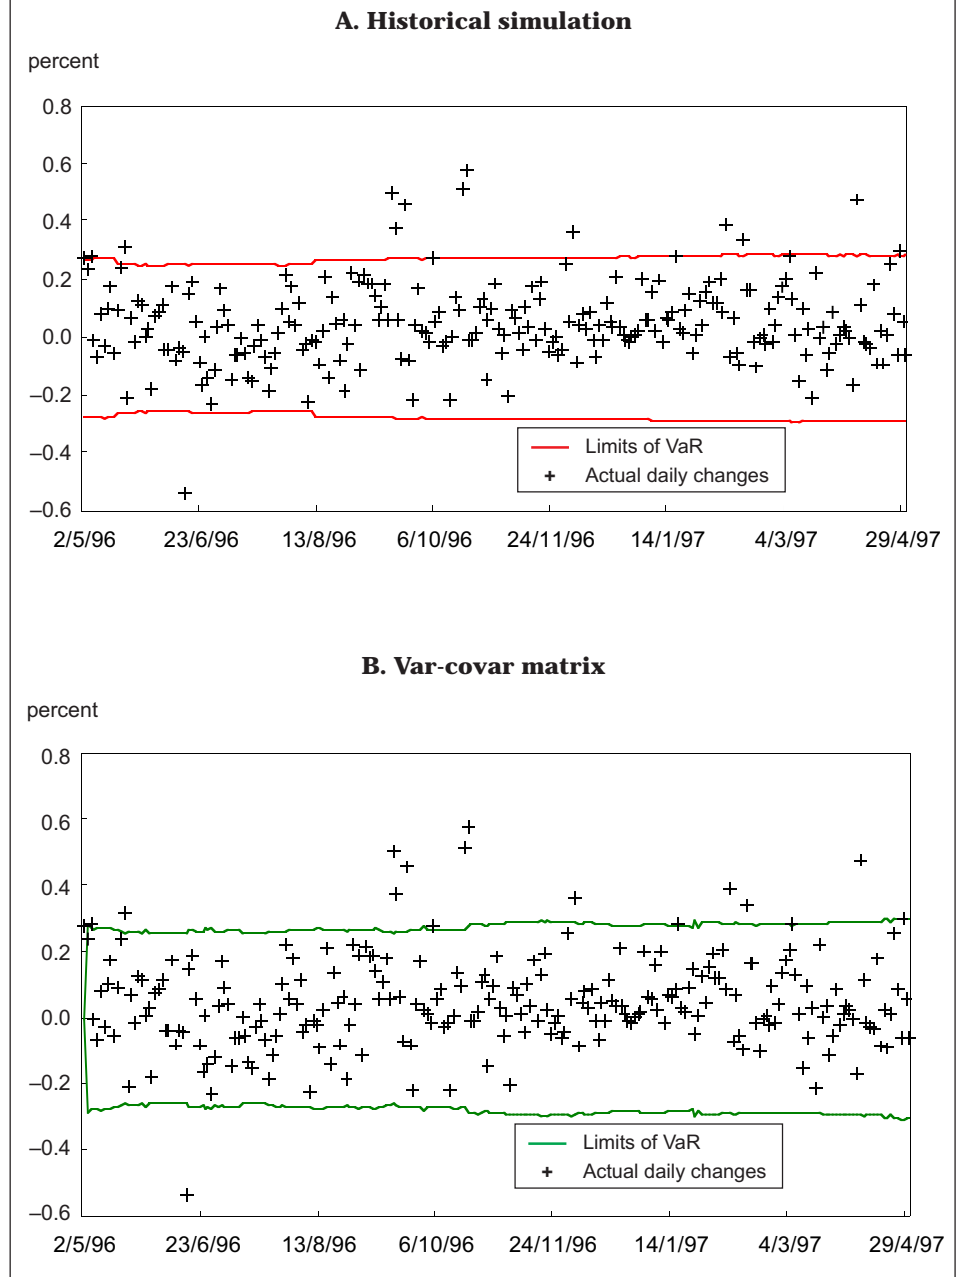 A. Historical simulation
percent
0.8
0.6
0.4
0.2
0.0
–0.2
–0.4
–0.6
Limits of VaR
Actual daily changes
2/5/96 23/6/96 13/8/96 6/10/96 24/11/96 14/1/97 4/3/97 29/4/97
B. Var-covar matrix
percent
0.8
0.6
0.4
0.2
0.0
–0.2
–0.4
–0.6
Limits of VaR
Actual daily changes
2/5/96 23/6/96 13/8/96 6/10/96 24/11/96 14/1/97 4/3/97 29/4/97